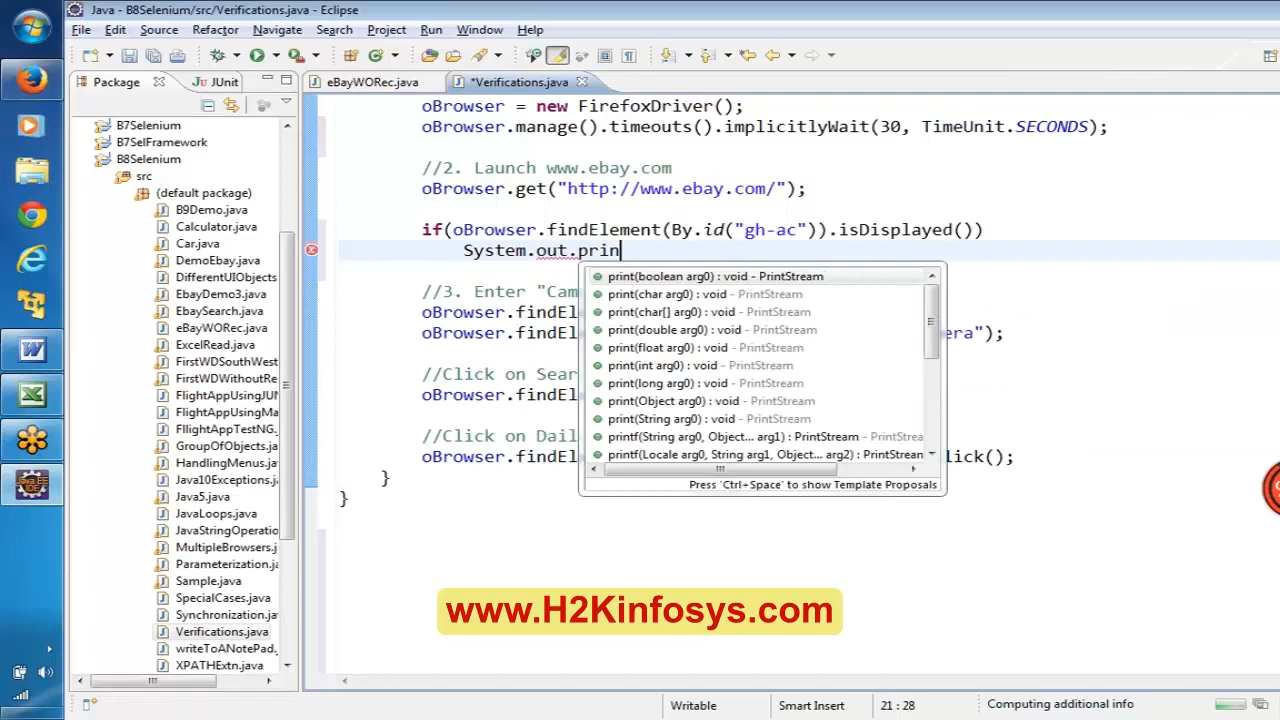 Java - B8Selenium/src/Verifications.java - Eclipse
File Edit Source Refactor Navigate Search Project Run Window Help
Package JUnit eBayWORec.java *Verifications.java
B7Selenium
B7SelFramework
B8Selenium
src
(default package)
B9Demo.java
Calculator.java
Car.java
DemoEbay.java
DifferentUIObjects
EbayDemo3.java
EbaySearch.java
eBayWORec.java
ExcelRead.java
FirstWDSouthWest
FirstWDWithoutRe
FlightAppUsingJUN
FlightAppUsingMa
FllightAppTestNG.
GroupOfObjects.j
HandlingMenus.jav
Java10Exceptions.ja
Java5.java
JavaLoops.java
JavaStringOperatio
MultipleBrowsers.j
Parameterization.ja
Sample.java
SpecialCases.java
Synchronization.jav
Verifications.java
writeToANotePad.
XPATHExtn.java
oBrowser = new FirefoxDriver();
oBrowser.manage().timeouts().implicitlyWait(30, TimeUnit.SECONDS);
//2. Launch www.ebay.com
oBrowser.get("http://www.ebay.com/");
if(oBrowser.findElement(By.id("gh-ac")).isDisplayed())
System.out.prin
//3. Enter "Cam
oBrowser.findEl
oBrowser.findEl era");
//Click on Sear
oBrowser.findEl
//Click on Dail
oBrowser.findEl lick();
}
}
print(boolean arg0) : void - PrintStream
print(char arg0) : void - PrintStream
print(char[] arg0) : void - PrintStream
print(double arg0) : void - PrintStream
print(float arg0) : void - PrintStream
print(int arg0) : void - PrintStream
print(long arg0) : void - PrintStream
print(Object arg0) : void - PrintStream
print(String arg0) : void - PrintStream
printf(String arg0, Object... arg1) : PrintStream - PrintStrea
printf(Locale arg0, String arg1, Object... arg2) : PrintStrean
Press 'Ctrl+Space' to show Template Proposals
www.H2Kinfosys.com
Writable Smart Insert 21 : 28 Computing additional info
Java EE
IDE